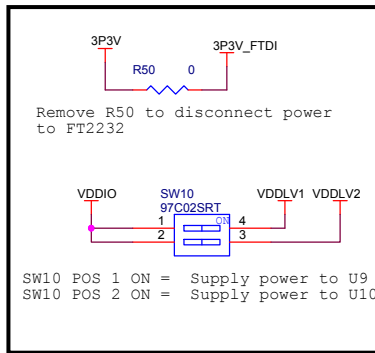 3P3V 3P3V_FTDI
R50 0
Remove R50 to disconnect power
to FT2232
VDDIO SW10 VDDLV1 VDDLV2
97C02SRT
ON
1 4
2 3
SW10 POS 1 ON = Supply power to U9
SW10 POS 2 ON = Supply power to U10